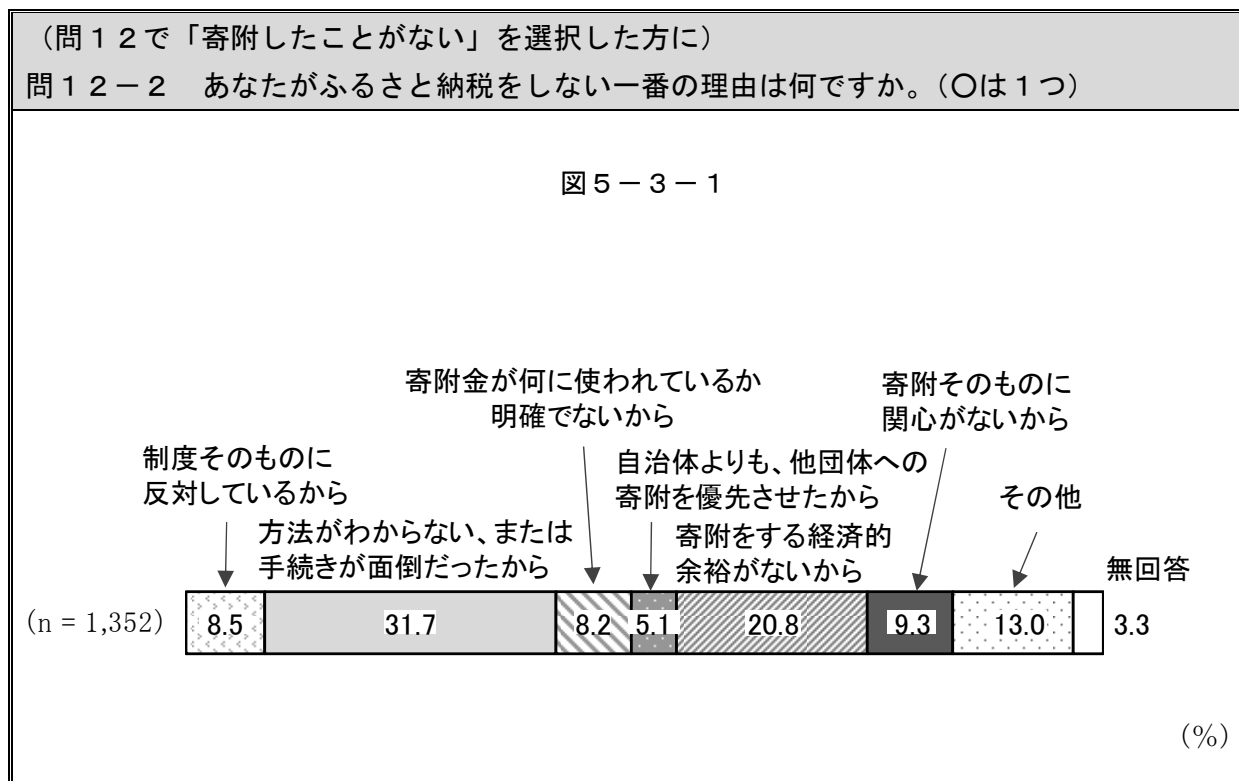 (問12で「寄附したことがない」を選択した方に)
問12-2 あなたがふるさと納税をしない一番の理由は何ですか。(○は1つ)
図5-3-1
寄附金が何に使われているか
明確でないから
寄附そのものに
関心がないから
制度そのものに
反対しているから
自治体よりも、他団体への
寄附を優先させたから
その他
方法がわからない、または
手続きが面倒だったから
寄附をする経済的
余裕がないから
無回答
(n = 1,352)
8.5
31.7
8.2
5.1
20.8
9.3
13.0
3.3
(%)